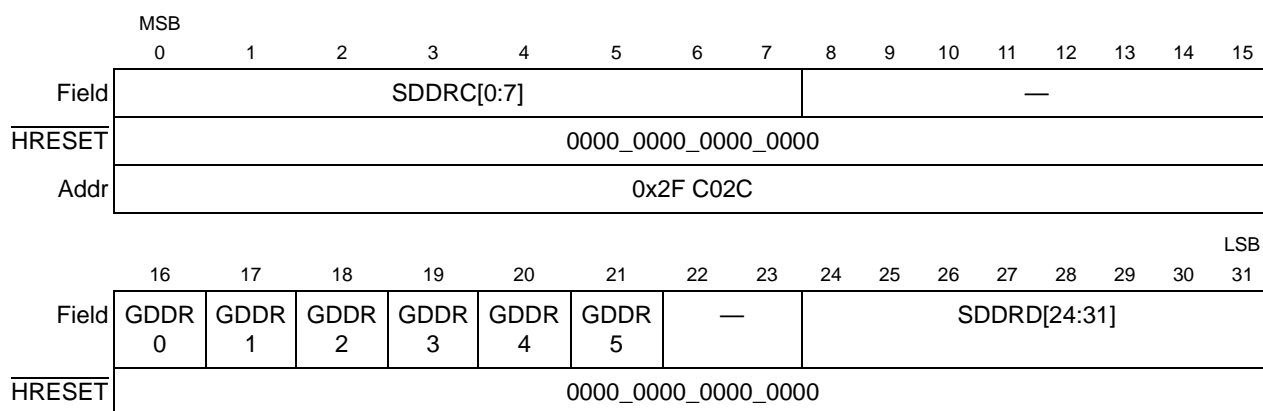 MSB
0 1 2 3 4 5 6 7 8 9 10 11 12 13 14 15
Field SDDRC[0:7] —
HRESET 0000_0000_0000_0000
Addr 0x2F C02C
LSB
16 17 18 19 20 21 22 23 24 25 26 27 28 29 30 31
Field GDDR GDDR GDDR GDDR GDDR GDDR — SDDRD[24:31]
0 1 2 3 4 5
HRESET 0000_0000_0000_0000